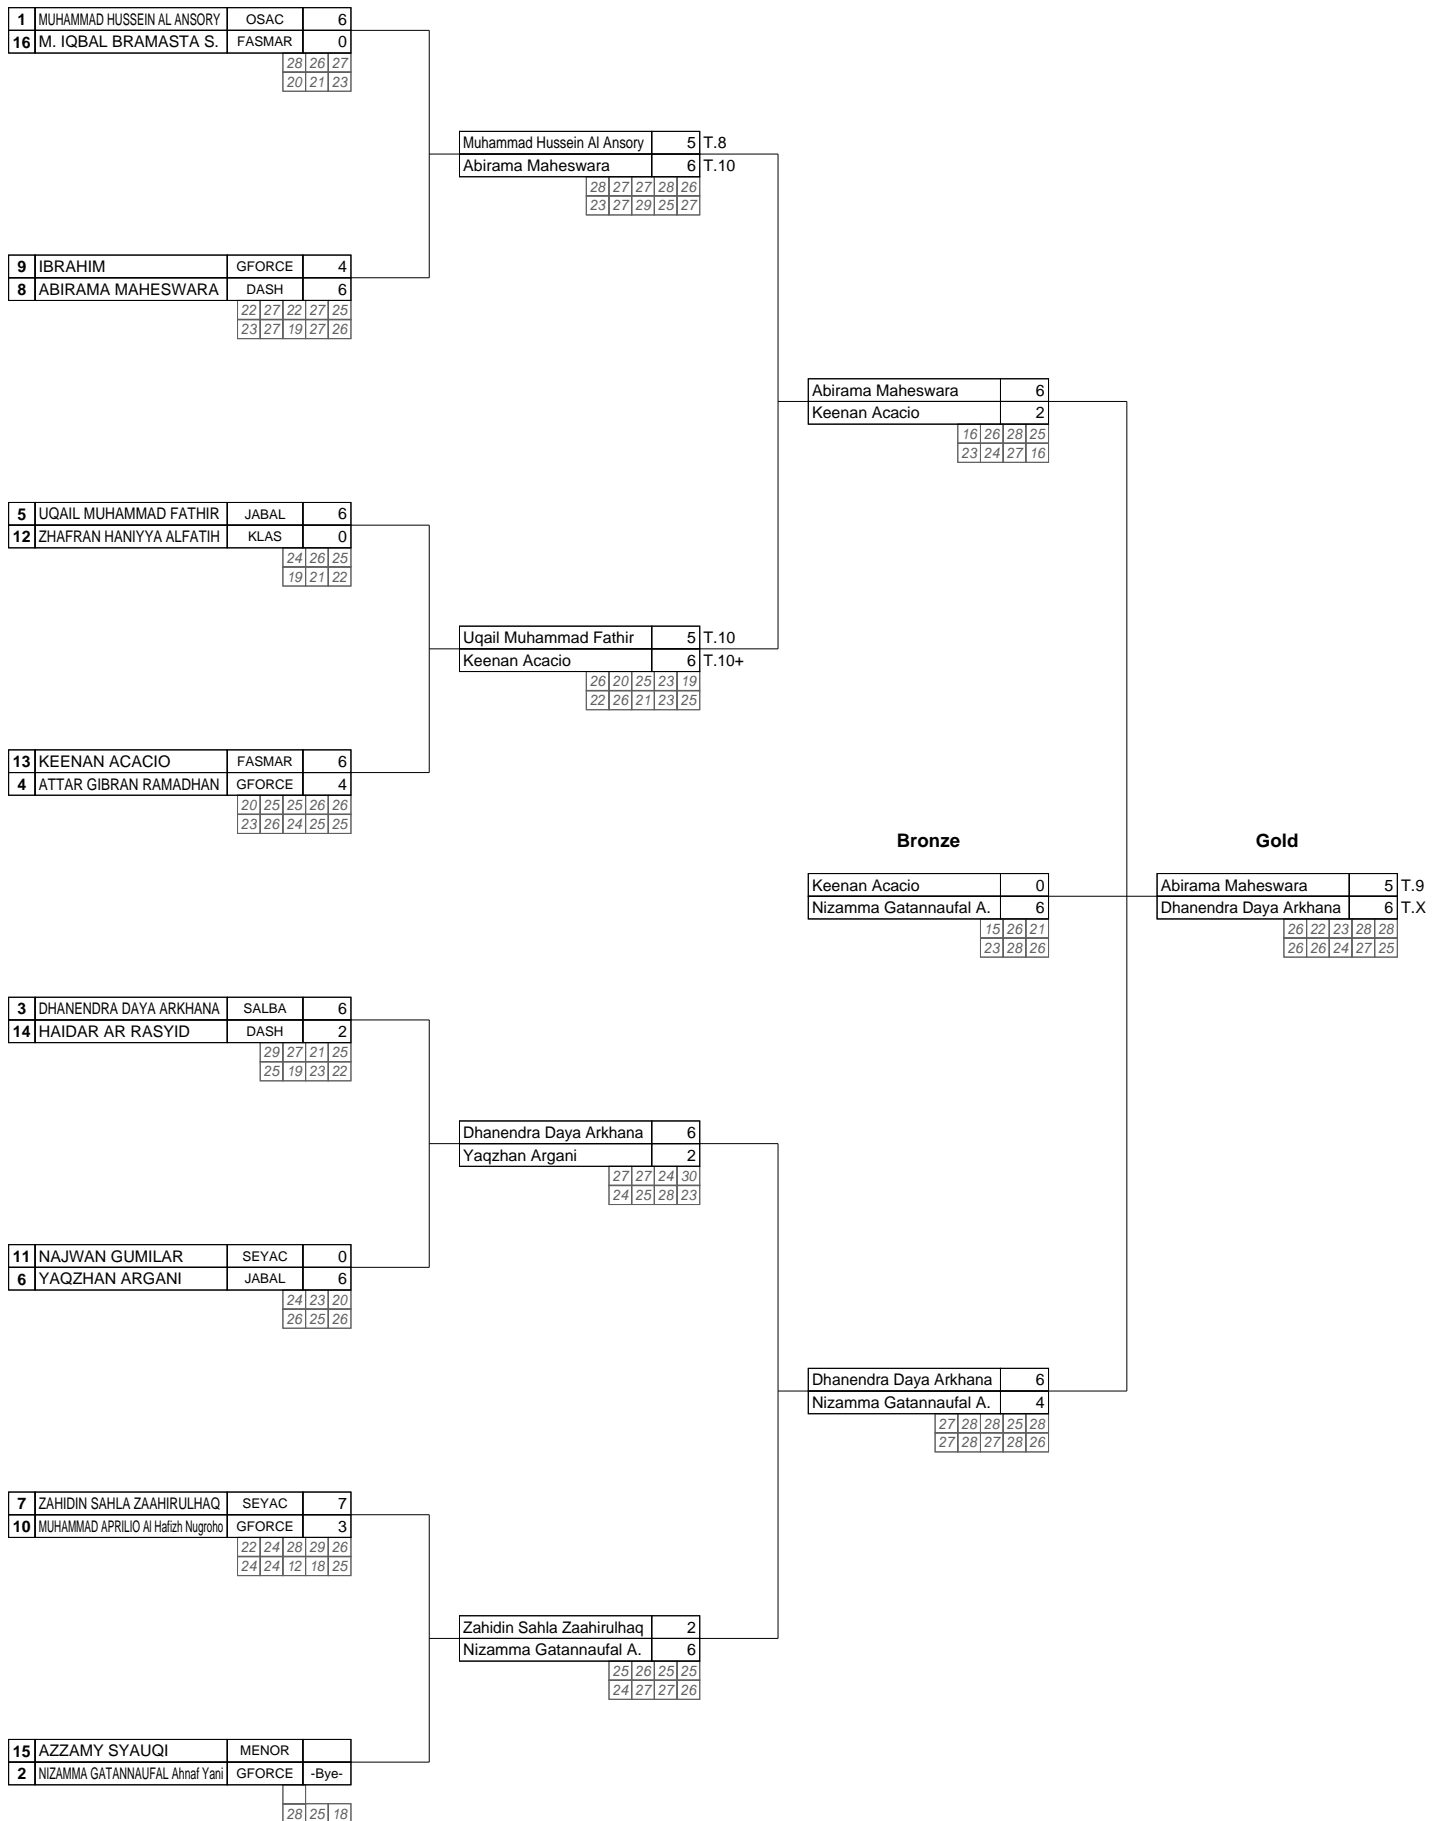 1 MUHAMMAD HUSSEIN AL ANSORY OSAC 6
16 M. IQBAL BRAMASTA S. FASMAR 0
28 26 27
20 21 23
Muhammad Hussein Al Ansory 5 T.8
Abirama Maheswara 6 T.10
28 27 27 28 26
23 27 29 25 27
9 IBRAHIM GFORCE 4
8 ABIRAMA MAHESWARA DASH 6
22 27 22 27 25
23 27 19 27 26
Abirama Maheswara 6
Keenan Acacio 2
16 26 28 25
23 24 27 16
5 UQAIL MUHAMMAD FATHIR JABAL 6
12 ZHAFRAN HANIYYA ALFATIH KLAS 0
24 26 25
19 21 22
Uqail Muhammad Fathir 5 T.10
Keenan Acacio 6 T.10+
26 20 25 23 19
22 26 21 23 25
13 KEENAN ACACIO FASMAR 6
4 ATTAR GIBRAN RAMADHAN GFORCE 4
20 25 25 26 26
23 26 24 25 25
Bronze Gold
Keenan Acacio 0 Abirama Maheswara 5 T.9
Nizamma Gatannaufal A. 6 Dhanendra Daya Arkhana 6 T.X
15 26 21 26 22 23 28 28
23 28 26 26 26 24 27 25
3 DHANENDRA DAYA ARKHANA SALBA 6
14 HAIDAR AR RASYID DASH 2
29 27 21 25
25 19 23 22
Dhanendra Daya Arkhana 6
Yaqzhan Argani 2
27 27 24 30
24 25 28 23
11 NAJWAN GUMILAR SEYAC 0
6 YAQZHAN ARGANI JABAL 6
24 23 20
26 25 26
Dhanendra Daya Arkhana 6
Nizamma Gatannaufal A. 4
27 28 28 25 28
27 28 27 28 26
7 ZAHIDIN SAHLA ZAAHIRULHAQ SEYAC 7
10 MUHAMMAD APRILIO Al Hafizh Nugroho GFORCE 3
22 24 28 29 26
24 24 12 18 25
Zahidin Sahla Zaahirulhaq 2
Nizamma Gatannaufal A. 6
25 26 25 25
24 27 27 26
15 AZZAMY SYAUQI MENOR
2 NIZAMMA GATANNAUFAL Ahnaf Yani GFORCE -Bye-
28 25 18